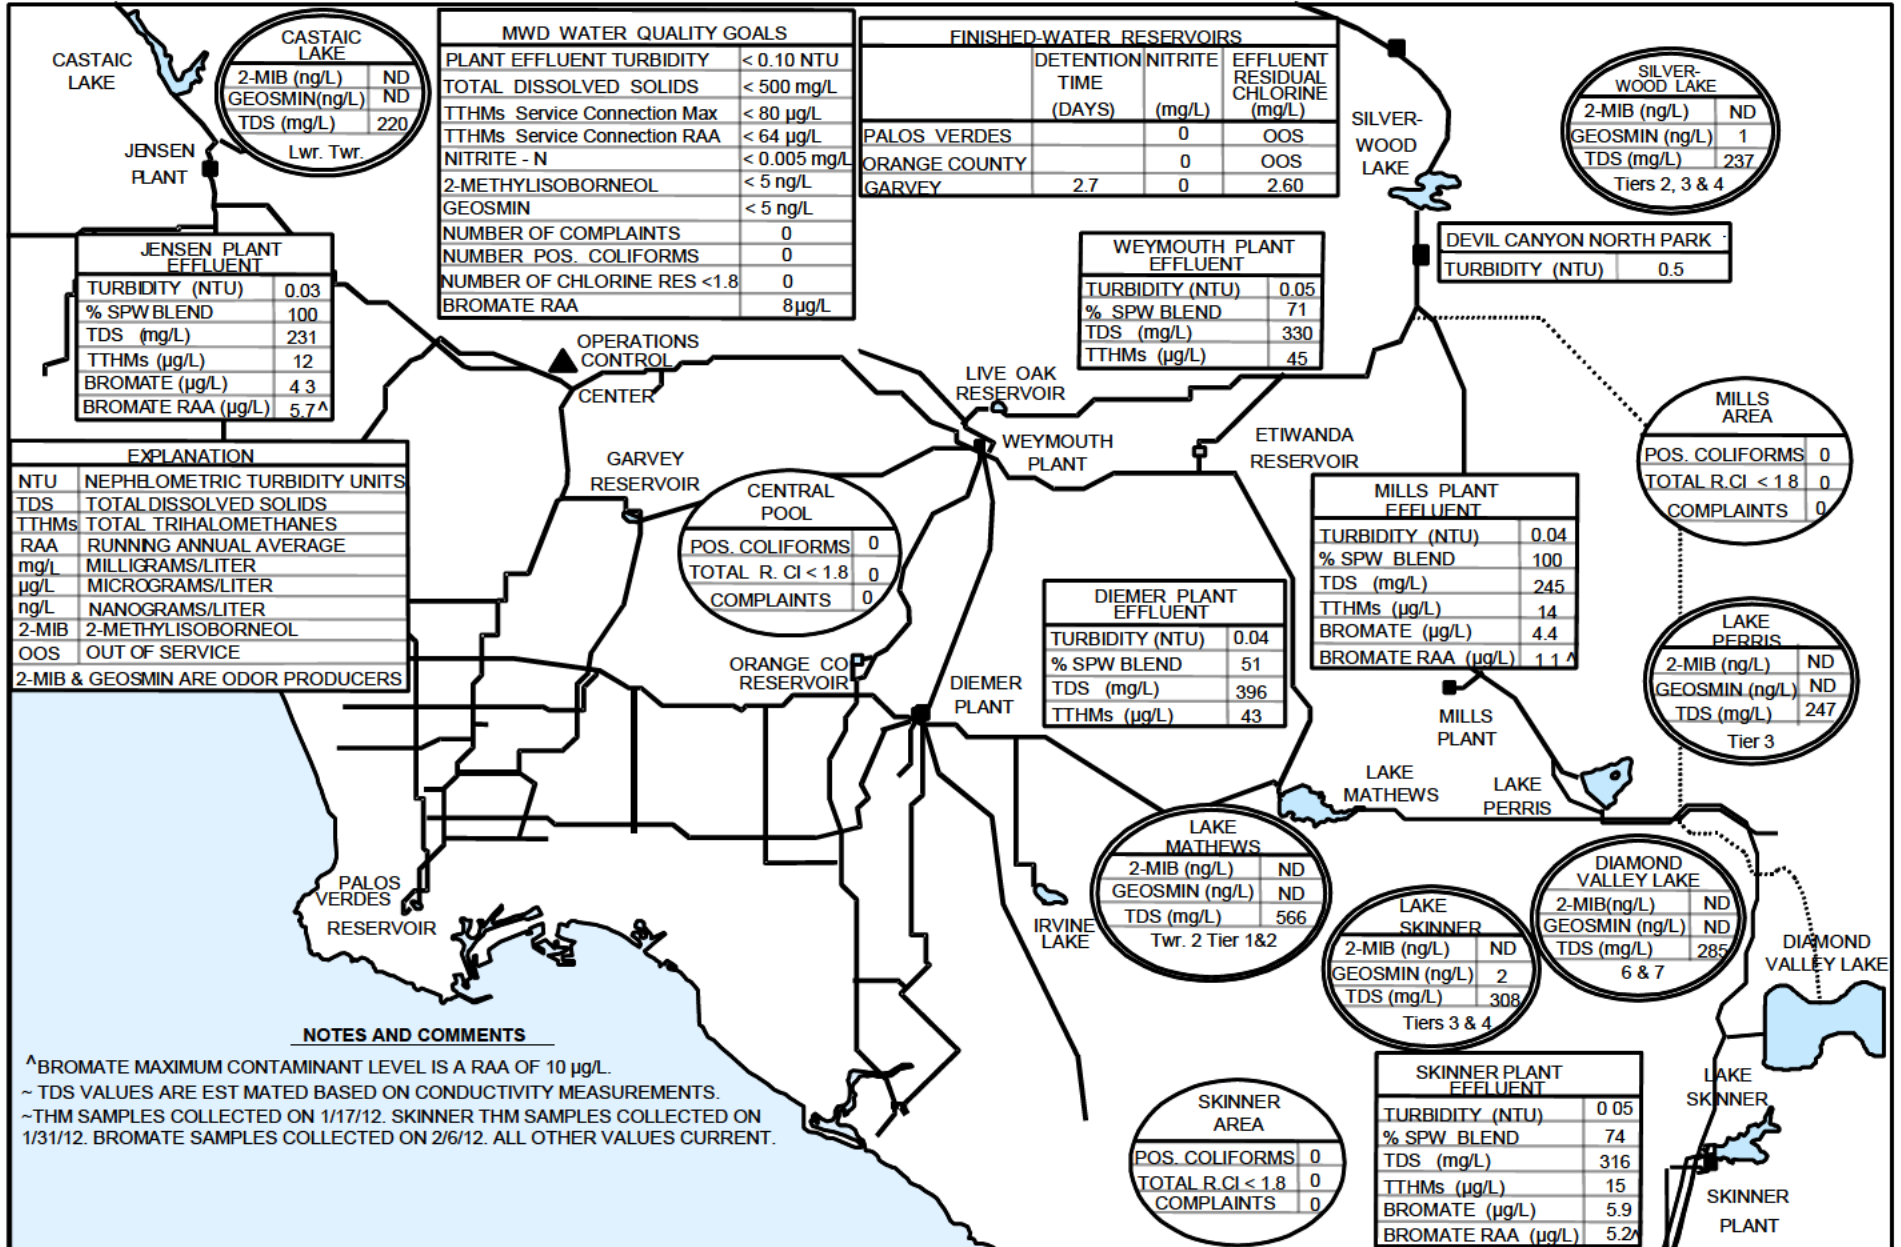 CASTAIC
LAKE
CASTAIC
LAKE
2-MIB (ng/L) ND
GEOSMIN(ng/L) ND
TDS (mg/L) 220
Lwr. Twr.
JENSEN
PLANT
MWD WATER QUALITY GOALS
PLANT EFFLUENT TURBIDITY < 0.10 NTU
TOTAL DISSOLVED SOLIDS < 500 mg/L
TTHMs Service Connection Max < 80 µg/L
TTHMs Service Connection RAA < 64 µg/L
NITRITE - N < 0.005 mg/L
2-METHYLISOBORNEOL < 5 ng/L
GEOSMIN < 5 ng/L
NUMBER OF COMPLAINTS 0
NUMBER POS. COLIFORMS 0
NUMBER OF CHLORINE RES <1.8 0
BROMATE RAA 8µg/L
FINISHED-WATER RESERVOIRS
DETENTION TIME (DAYS) NITRITE (mg/L) EFFLUENT RESIDUAL CHLORINE (mg/L)
PALOS VERDES 0 OOS
ORANGE COUNTY 0 OOS
GARVEY 2.7 0 2.60
SILVER-
WOOD
LAKE
SILVER-
WOOD LAKE
2-MIB (ng/L) ND
GEOSMIN (ng/L) 1
TDS (mg/L) 237
Tiers 2, 3 & 4
DEVIL CANYON NORTH PARK
TURBIDITY (NTU) 0.5
JENSEN PLANT
EFFLUENT
TURBIDITY (NTU) 0.03
% SPW BLEND 100
TDS (mg/L) 231
TTHMs (µg/L) 12
BROMATE (µg/L) 4 3
BROMATE RAA (µg/L) 5.7^
WEYMOUTH PLANT
EFFLUENT
TURBIDITY (NTU) 0.05
% SPW BLEND 71
TDS (mg/L) 330
TTHMs (µg/L) 45
OPERATIONS
CONTROL
CENTER
LIVE OAK
RESERVOIR
WEYMOUTH
PLANT
ETIWANDA
RESERVOIR
MILLS
AREA
POS. COLIFORMS 0
TOTAL R.Cl < 1 8 0
COMPLAINTS 0
EXPLANATION
NTU NEPHELOMETRIC TURBIDITY UNITS
TDS TOTAL DISSOLVED SOLIDS
TTHMs TOTAL TRIHALOMETHANES
RAA RUNNING ANNUAL AVERAGE
mg/L MILLIGRAMS/LITER
µg/L MICROGRAMS/LITER
ng/L NANOGRAMS/LITER
2-MIB 2-METHYLISOBORNEOL
OOS OUT OF SERVICE
2-MIB & GEOSMIN ARE ODOR PRODUCERS
GARVEY
RESERVOIR
CENTRAL
POOL
POS. COLIFORMS 0
TOTAL R. Cl < 1.8 0
COMPLAINTS 0
MILLS PLANT
EFFLUENT
TURBIDITY (NTU) 0.04
% SPW BLEND 100
TDS (mg/L) 245
TTHMs (µg/L) 14
BROMATE (µg/L) 4.4
BROMATE RAA (µg/L) 1 1 ^
DIEMER PLANT
EFFLUENT
TURBIDITY (NTU) 0.04
% SPW BLEND 51
TDS (mg/L) 396
TTHMs (µg/L) 43
ORANGE CO
RESERVOIR
DIEMER
PLANT
MILLS
PLANT
LAKE
PERRIS
2-MIB (ng/L) ND
GEOSMIN (ng/L) ND
TDS (mg/L) 247
Tier 3
LAKE
MATHEWS
LAKE
PERRIS
LAKE
MATHEWS
2-MIB (ng/L) ND
GEOSMIN (ng/L) ND
TDS (mg/L) 566
Twr. 2 Tier 1&2
DIAMOND
VALLEY LAKE
2-MIB(ng/L) ND
GEOSMIN (ng/L) ND
TDS (mg/L) 285
6 & 7
PALOS
VERDES
RESERVOIR
IRVINE
LAKE
LAKE
SKINNER
2-MIB (ng/L) ND
GEOSMIN (ng/L) 2
TDS (mg/L) 308
Tiers 3 & 4
DIAMOND
VALLEY LAKE
NOTES AND COMMENTS
^BROMATE MAXIMUM CONTAMINANT LEVEL IS A RAA OF 10 µg/L.
~ TDS VALUES ARE EST MATED BASED ON CONDUCTIVITY MEASUREMENTS.
~THM SAMPLES COLLECTED ON 1/17/12. SKINNER THM SAMPLES COLLECTED ON
1/31/12. BROMATE SAMPLES COLLECTED ON 2/6/12. ALL OTHER VALUES CURRENT.
SKINNER
AREA
POS. COLIFORMS 0
TOTAL R.Cl < 1.8 0
COMPLAINTS 0
SKINNER PLANT
EFFLUENT
TURBIDITY (NTU) 0 05
% SPW BLEND 74
TDS (mg/L) 316
TTHMs (µg/L) 15
BROMATE (µg/L) 5.9
BROMATE RAA (µg/L) 5.2^
LAKE
SKINNER
SKINNER
PLANT